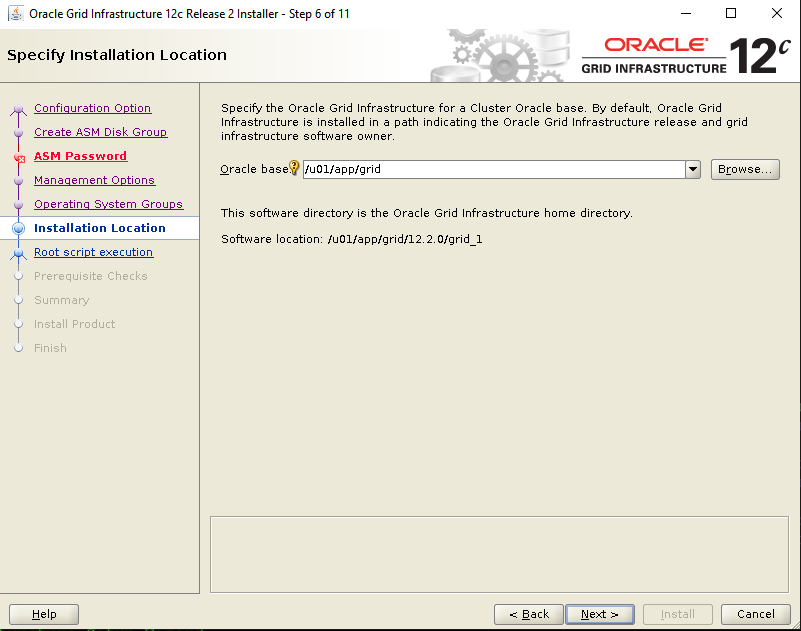 Oracle Grid Infrastructure 12c Release 2 Installer - Step 6 of 11
Specify Installation Location
ORACLE
GRID INFRASTRUCTURE
12c
Configuration Option
Create ASM Disk Group
ASM Password
Management Options
Operating System Groups
Installation Location
Root script execution
Prerequisite Checks
Summary
Install Product
Finish
Specify the Oracle Grid Infrastructure for a Cluster Oracle base. By default, Oracle Grid
Infrastructure is installed in a path indicating the Oracle Grid Infrastructure release and grid
infrastructure software owner.
Oracle base: /u01/app/grid Browse...
This software directory is the Oracle Grid Infrastructure home directory.
Software location: /u01/app/grid/12.2.0/grid_1
Help < Back Next > Install Cancel